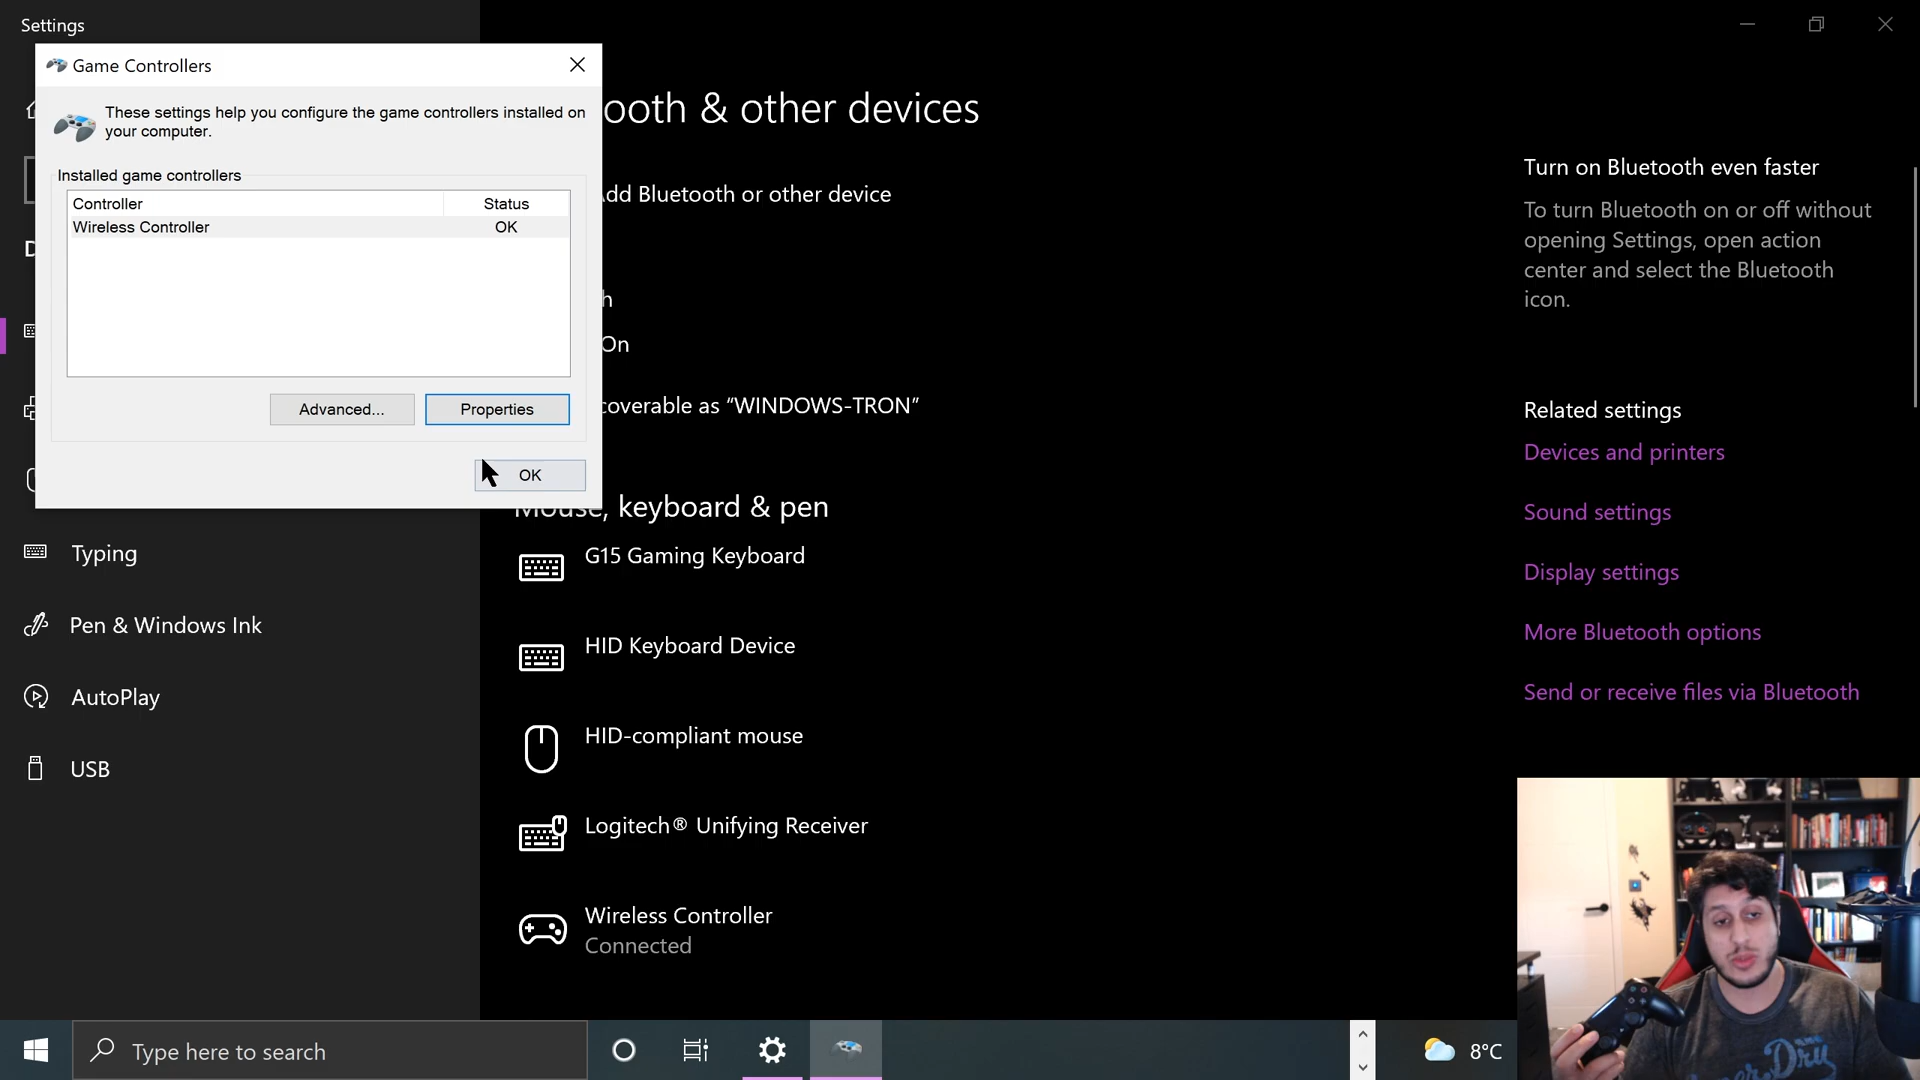 Settings
Game Controllers
These settings help you configure the game controllers installed on
your computer.
Installed game controllers
Controller Status
Wireless Controller OK
Advanced... Properties
OK
ooth & other devices
dd Bluetooth or other device
h
On
coverable as “WINDOWS-TRON”
Mouse, keyboard & pen
G15 Gaming Keyboard
HID Keyboard Device
HID-compliant mouse
Logitech® Unifying Receiver
Wireless Controller
Connected
D
Typing
Pen & Windows Ink
AutoPlay
USB
Turn on Bluetooth even faster
To turn Bluetooth on or off without
opening Settings, open action
center and select the Bluetooth
icon.
Related settings
Devices and printers
Sound settings
Display settings
More Bluetooth options
Send or receive files via Bluetooth
Type here to search
8°C